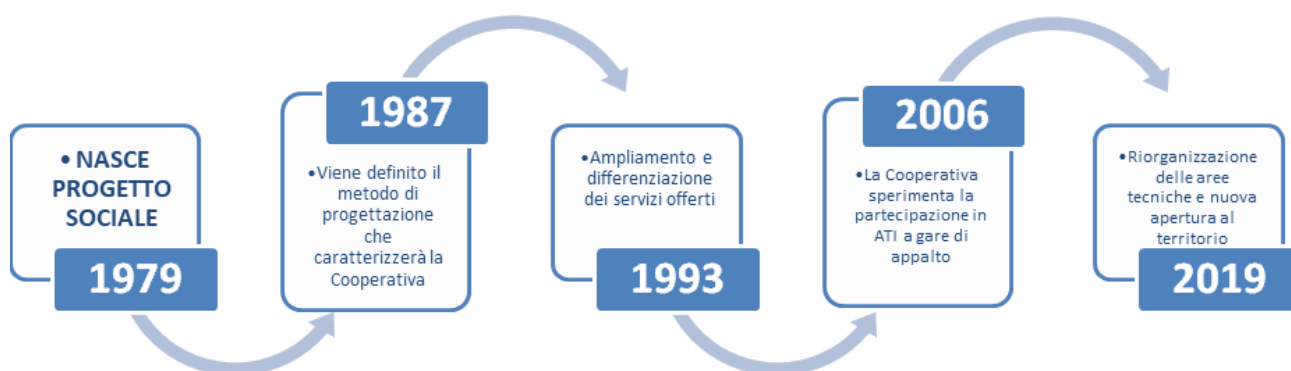 • NASCE
PROGETTO
SOCIALE
1979
1987
•Viene definito il
metodo di
progettazione
che
caratterizzerà la
Cooperativa
•Ampliamento e
differenziazione
dei servizi offerti
1993
2006
•La Cooperativa
sperimenta la
partecipazione in
ATI a gare di
appalto
•Riorganizzazione
delle aree
tecniche e nuova
apertura al
territorio
2019